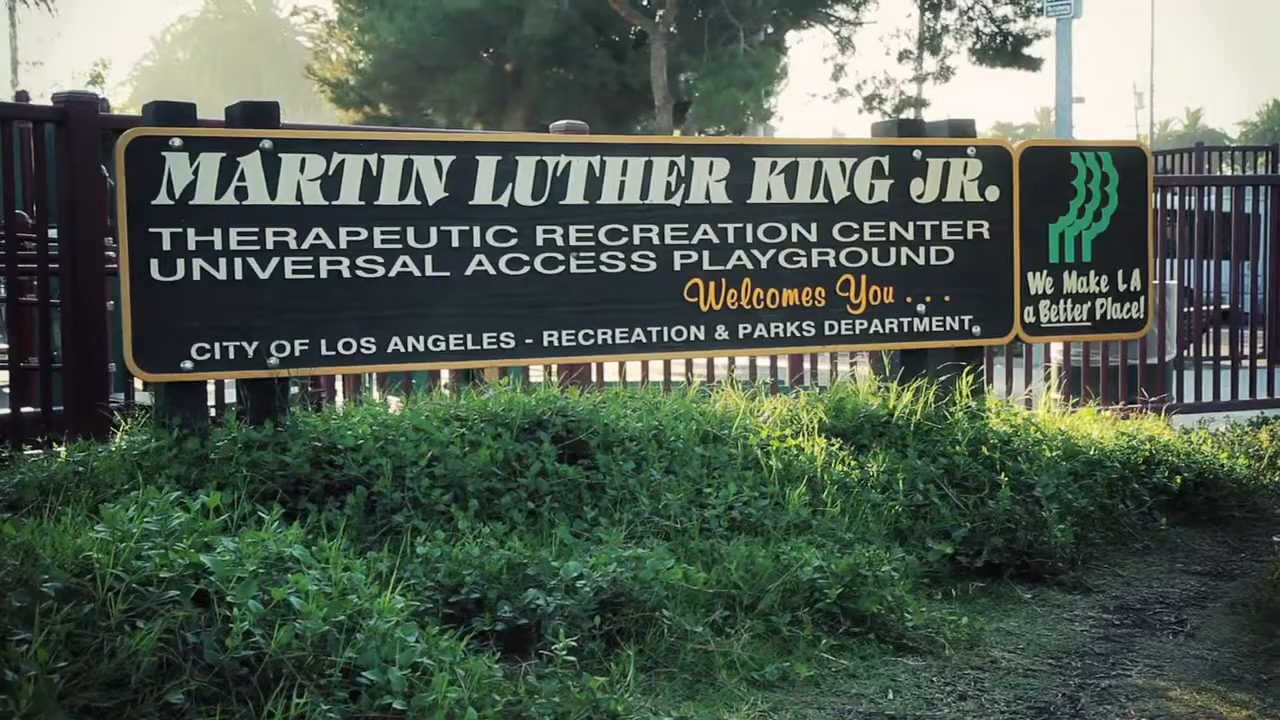 MARTIN LUTHER KING JR.
THERAPEUTIC RECREATION CENTER
UNIVERSAL ACCESS PLAYGROUND
Welcomes You . . .
CITY OF LOS ANGELES - RECREATION & PARKS DEPARTMENT
We Make LA
a Better Place!